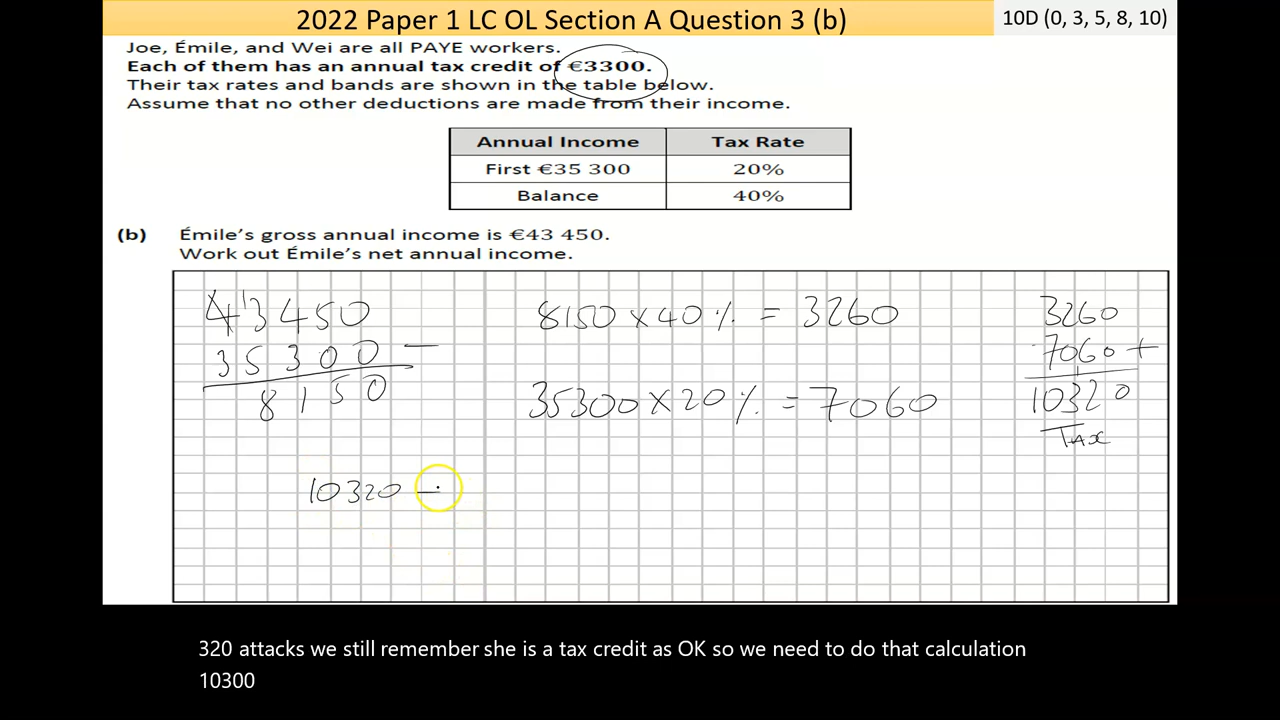 2022 Paper 1 LC OL Section A Question 3 (b)
10D (0, 3, 5, 8, 10)
Joe, Émile, and Wei are all PAYE workers.
Each of them has an annual tax credit of €3300.
Their tax rates and bands are shown in the table below.
Assume that no other deductions are made from their income.
Annual Income Tax Rate
First €35 300 20%
Balance 40%
(b) Émile’s gross annual income is €43 450.
Work out Émile’s net annual income.
43450
35300 –
8150
8150 x 40% = 3260
35300 x 20% = 7060
3260
7060 +
10320
Tax
10320 –
320 attacks we still remember she is a tax credit as OK so we need to do that calculation
10300